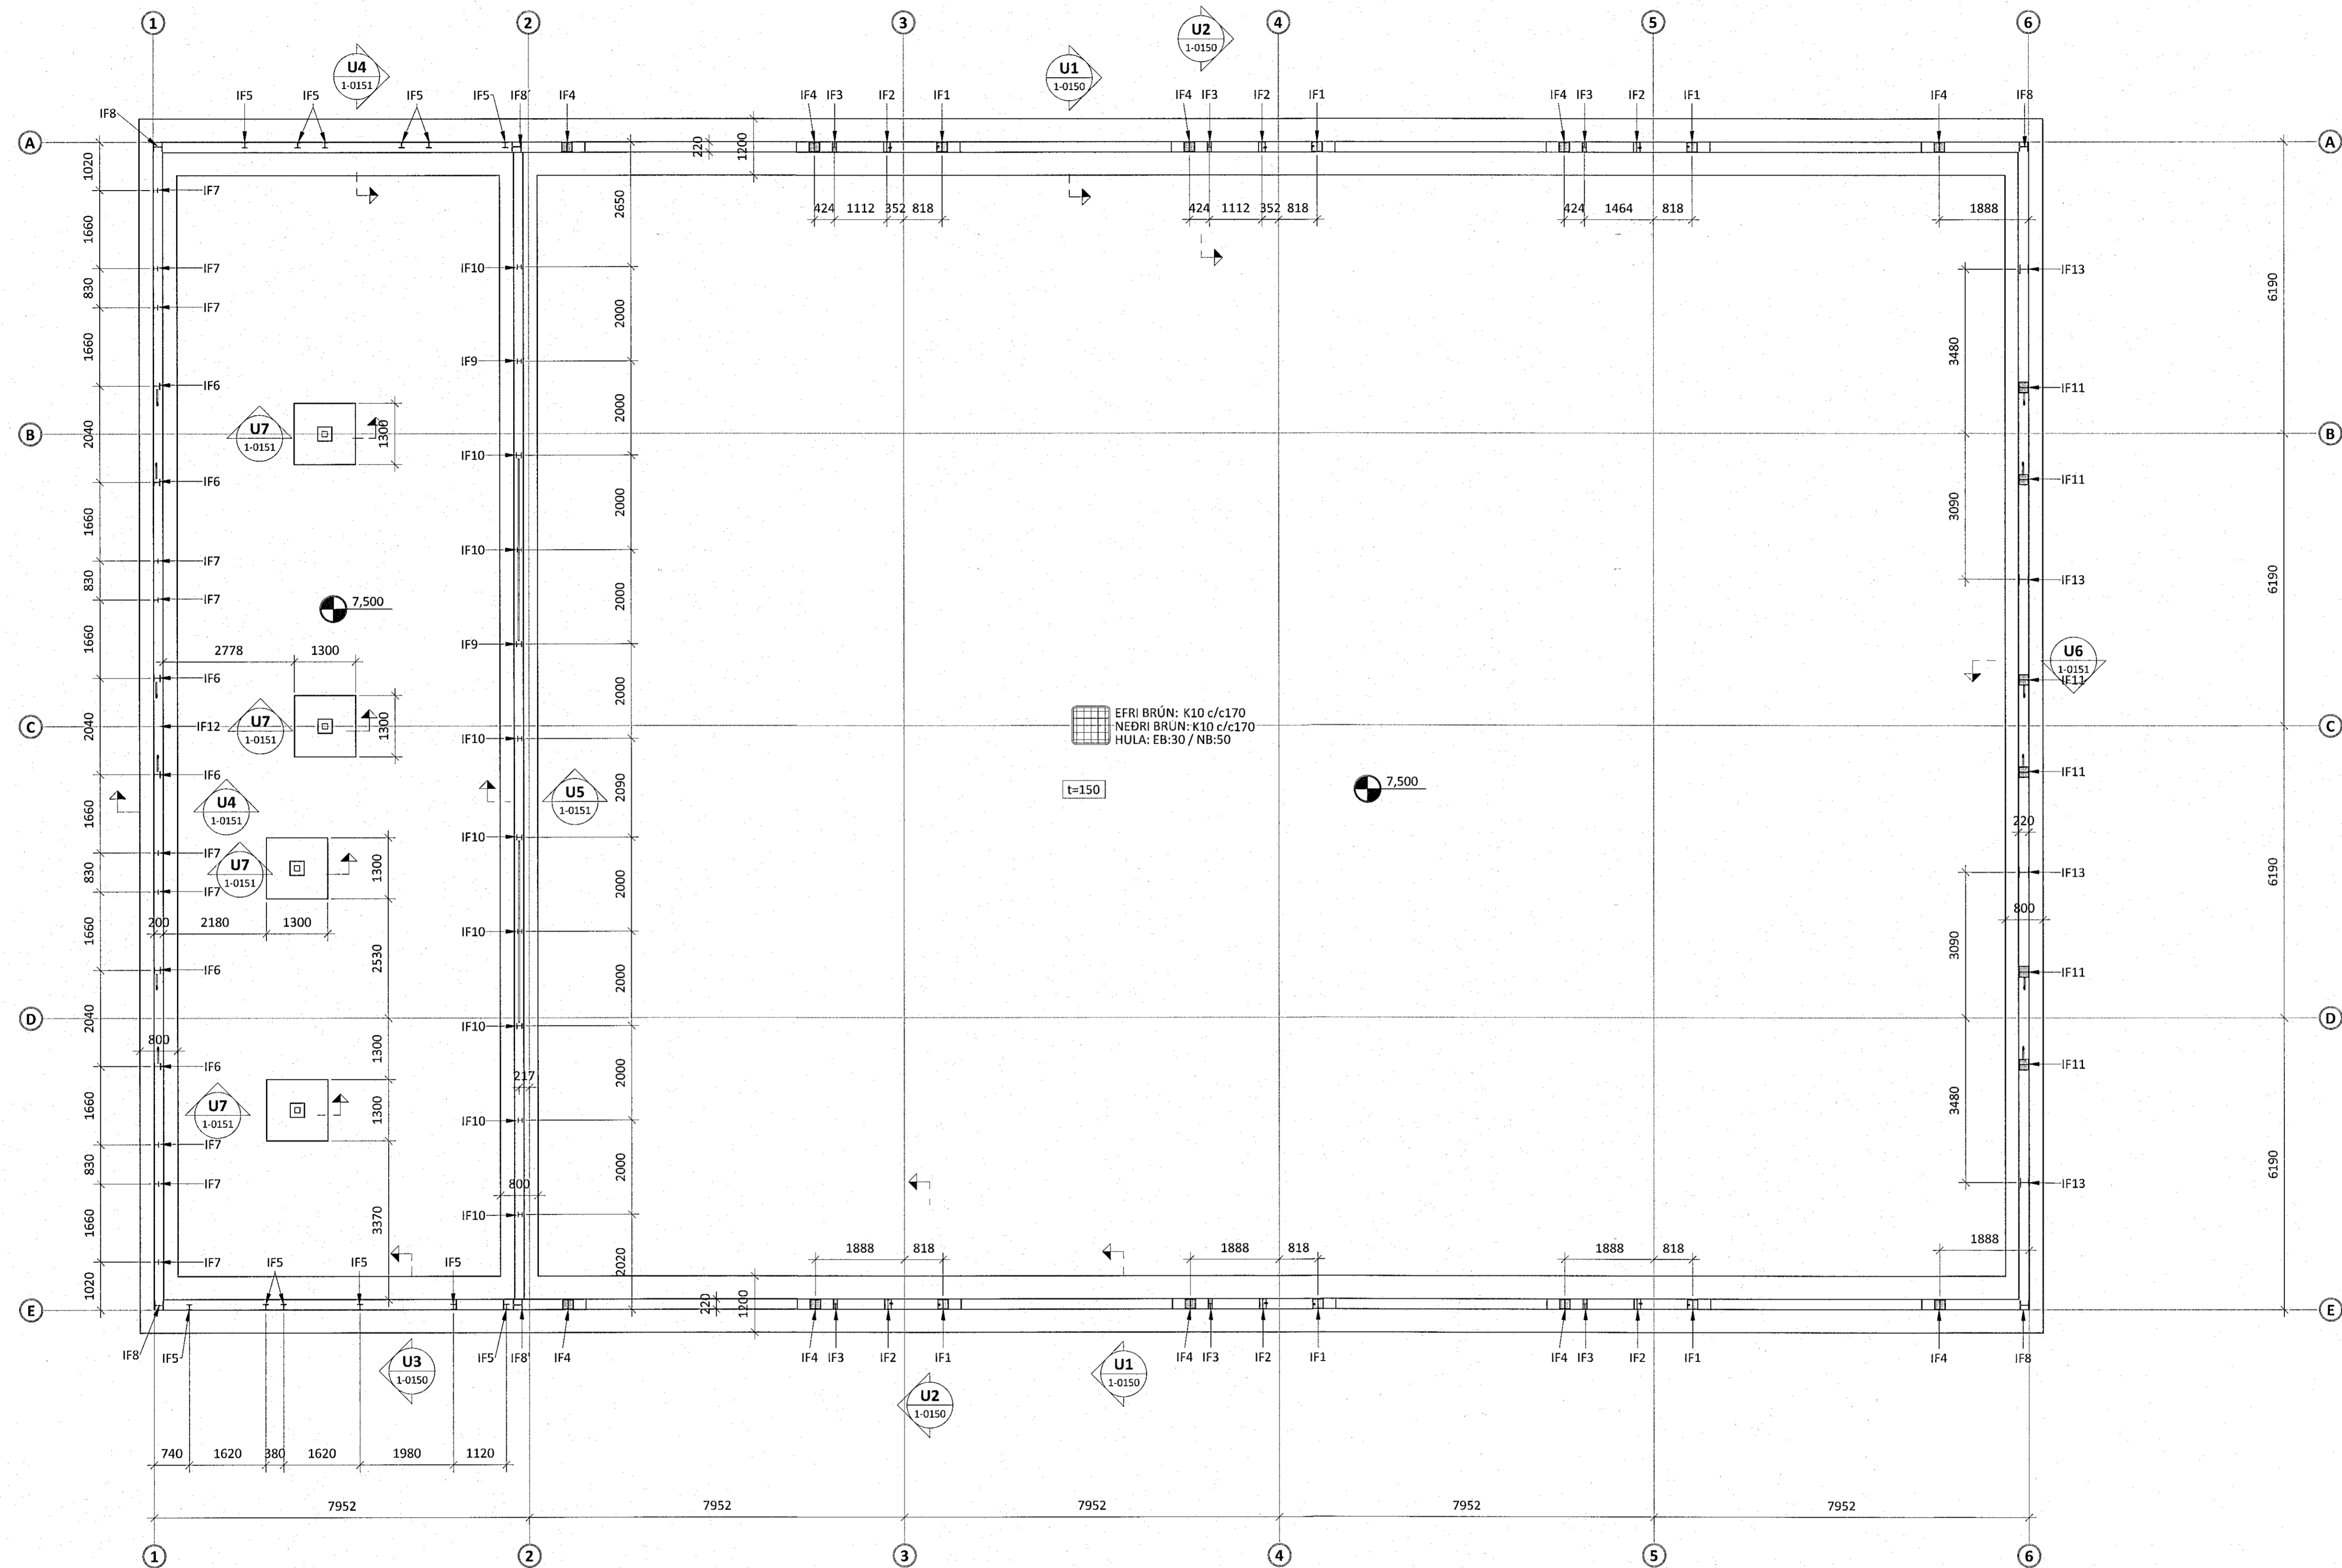 1 2 3 4 5 6
U4
1-0151
U1
1-0150
U2
1-0150
IF8 IF5 IF5 IF5 IF5 IF8 IF4 IF4 IF3 IF2 IF1 IF4 IF3 IF2 IF1 IF4 IF3 IF2 IF1 IF4 IF8
A A
220 1200
424 1112 352 818 424 1112 352 818 424 1464 818 1888
1020
1660
830
1660
2040
1660
830
1660
2040
1660
830
1660
2040
1660
830
1660
1020
IF7
IF7
IF7
IF6
IF6
IF7
IF7
IF6
IF12
IF6
IF7
IF7
IF6
IF6
IF7
IF7
IF7
B B
U7
1-0151
1300
7,500
2778 1300
C C
U7
1-0151
1300
U4
1-0151
U7
1-0151
1300
200 2180 1300
2530
D D
800
1300
U7
1-0151
1300
3370
IF10
IF9
IF10
IF10
IF9
IF10
IF10
IF10
IF10
IF10
IF10
217
800
2650
2000
2000
2000
2000
2000
2090
2000
2000
2000
2000
2020
U5
1-0151
EFRI BRÚN: K10 c/c170
NEÐRI BRÚN: K10 c/c170
HULA: EB:30 / NB:50
t=150
7,500
3480
3090
3090
3480
220
800
IF13
IF11
IF11
IF13
U6
1-0151
IF11
IF11
IF13
IF11
IF11
IF13
6190
6190
6190
6190
1888 818 1888 818 1888 818 1888
220 1200
IF5 IF5 IF5
E E
IF8 IF5 IF5 IF8 IF4 IF4 IF3 IF2 IF1 IF4 IF3 IF2 IF1 IF4 IF3 IF2 IF1 IF4 IF8
U3
1-0150
U2
1-0150
U1
1-0150
740 1620 380 1620 1980 1120
7952 7952 7952 7952 7952
1 2 3 4 5 6